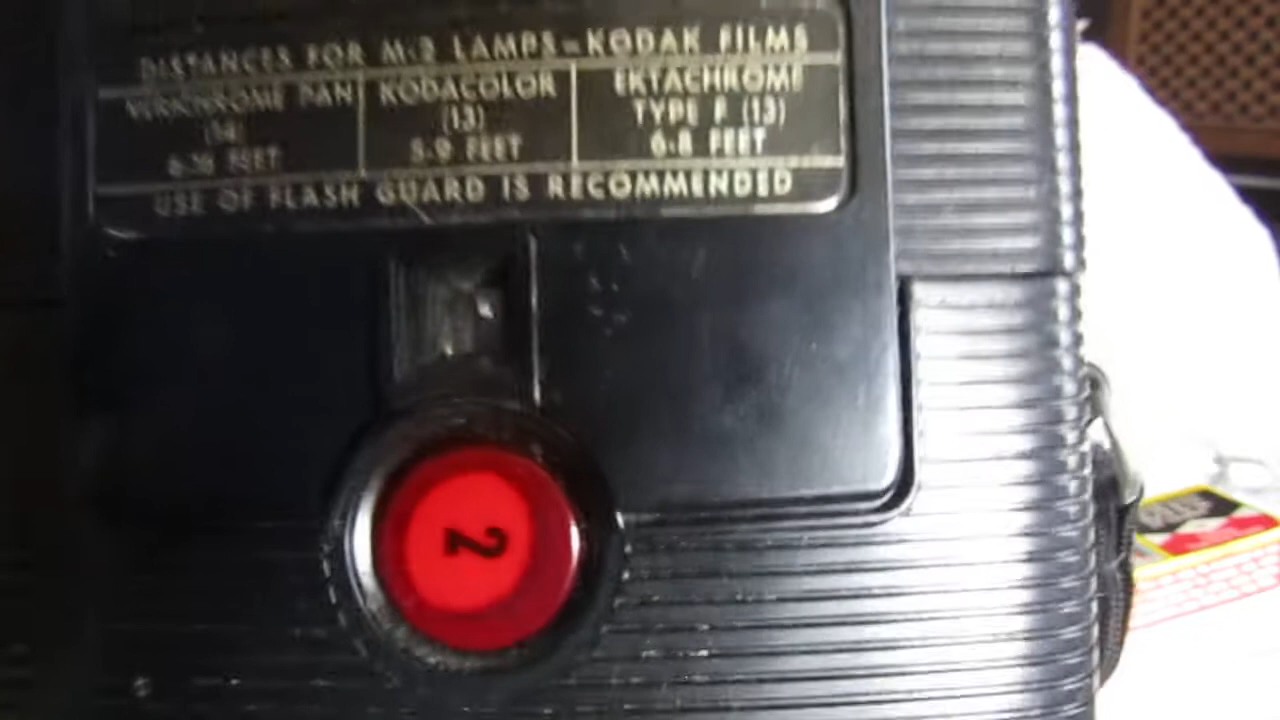 DISTANCES FOR M-2 LAMPS=KODAK FILMS
VERICHROME PAN KODACOLOR EKTACHROME
(13) TYPE F (13)
FEET 5-9 FEET 6-8 FEET
USE OF FLASH GUARD IS RECOMMENDED
2